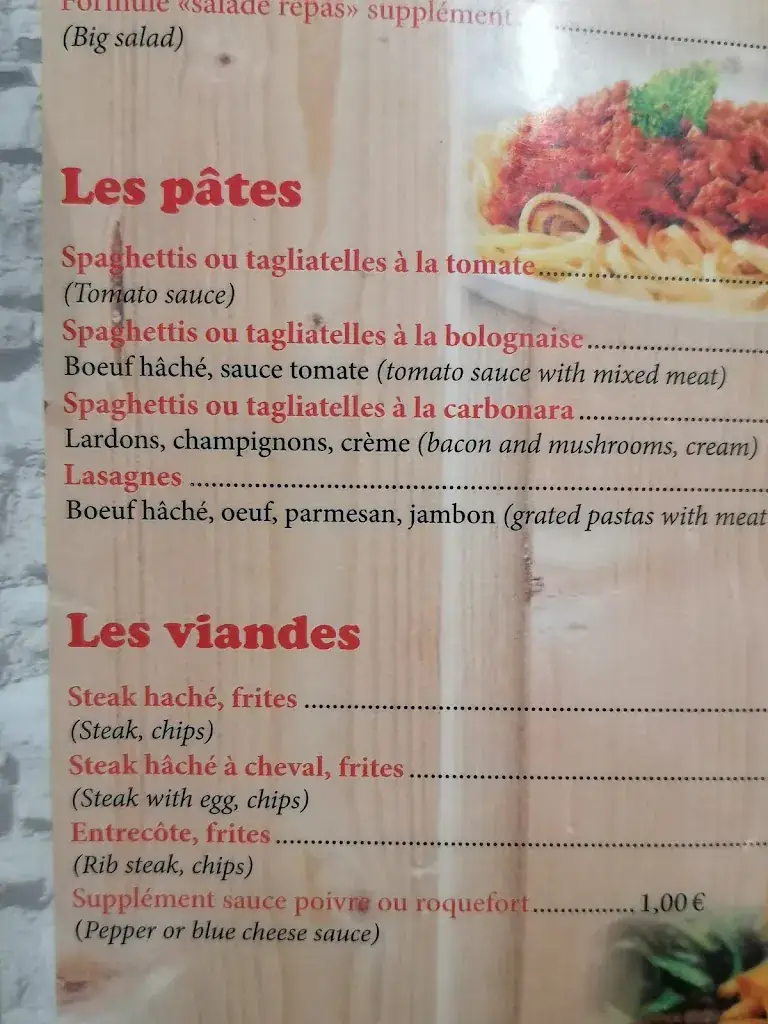 Formule «salade repas» supplément
(Big salad)
Les pâtes
Spaghettis ou tagliatelles à la tomate
(Tomato sauce)
Spaghettis ou tagliatelles à la bolognaise
Boeuf hâché, sauce tomate (tomato sauce with mixed meat)
Spaghettis ou tagliatelles à la carbonara
Lardons, champignons, crème (bacon and mushrooms, cream)
Lasagnes
Boeuf hâché, oeuf, parmesan, jambon (grated pastas with meat
Les viandes
Steak haché, frites
(Steak, chips)
Steak hâché à cheval, frites
(Steak with egg, chips)
Entrecôte, frites
(Rib steak, chips)
Supplément sauce poivre ou roquefort.............. 1,00 €
(Pepper or blue cheese sauce)